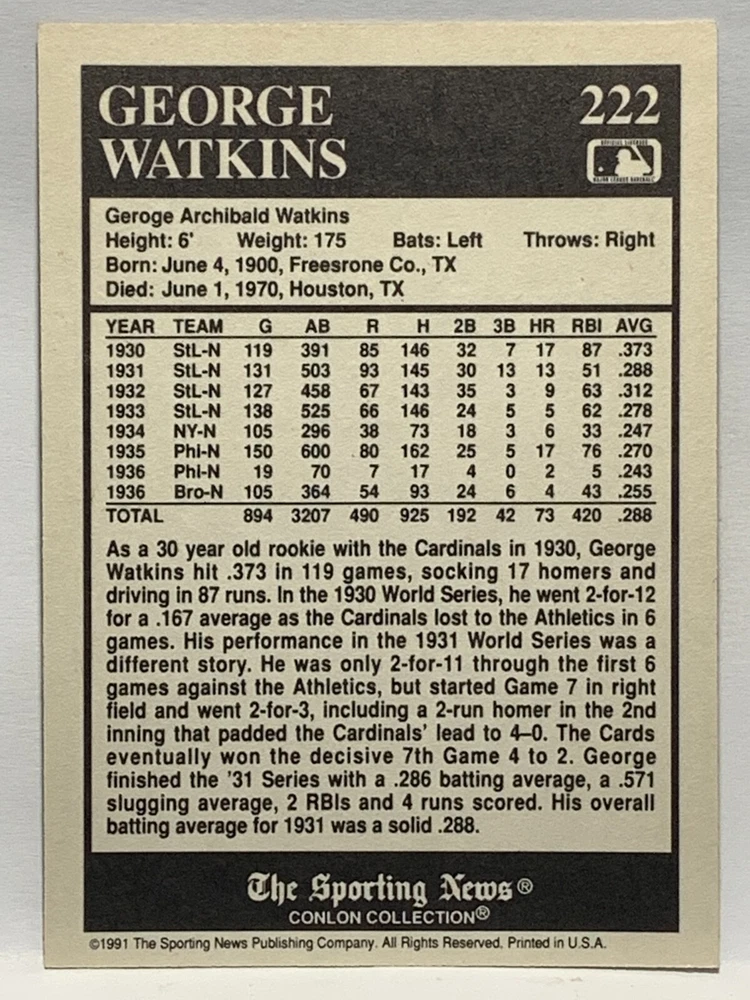 GEORGE 222
WATKINS
OFFICIAL LICENSEE
MAJOR LEAGUE BASEBALL
Geroge Archibald Watkins
Height: 6' Weight: 175 Bats: Left Throws: Right
Born: June 4, 1900, Freesrone Co., TX
Died: June 1, 1970, Houston, TX
YEAR TEAM G AB R H 2B 3B HR RBI AVG
1930 StL-N 119 391 85 146 32 7 17 87 .373
1931 StL-N 131 503 93 145 30 13 13 51 .288
1932 StL-N 127 458 67 143 35 3 9 63 .312
1933 StL-N 138 525 66 146 24 5 5 62 .278
1934 NY-N 105 296 38 73 18 3 6 33 .247
1935 Phi-N 150 600 80 162 25 5 17 76 .270
1936 Phi-N 19 70 7 17 4 0 2 5 .243
1936 Bro-N 105 364 54 93 24 6 4 43 .255
TOTAL 894 3207 490 925 192 42 73 420 .288
As a 30 year old rookie with the Cardinals in 1930, George
Watkins hit .373 in 119 games, socking 17 homers and
driving in 87 runs. In the 1930 World Series, he went 2-for-12
for a .167 average as the Cardinals lost to the Athletics in 6
games. His performance in the 1931 World Series was a
different story. He was only 2-for-11 through the first 6
games against the Athletics, but started Game 7 in right
field and went 2-for-3, including a 2-run homer in the 2nd
inning that padded the Cardinals' lead to 4–0. The Cards
eventually won the decisive 7th Game 4 to 2. George
finished the '31 Series with a .286 batting average, a .571
slugging average, 2 RBIs and 4 runs scored. His overall
batting average for 1931 was a solid .288.
The Sporting News®
CONLON COLLECTION®
©1991 The Sporting News Publishing Company. All Rights Reserved. Printed in U.S.A.